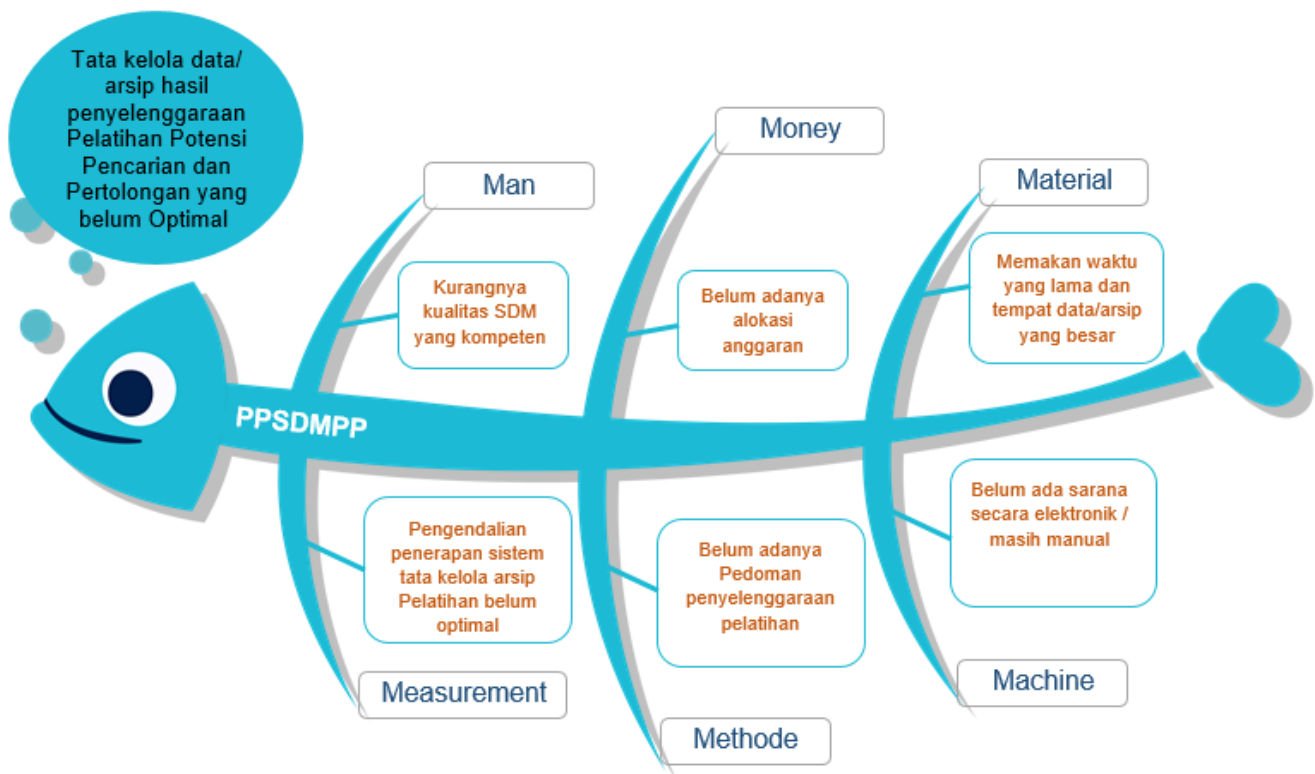 Tata kelola data/
arsip hasil
penyelenggaraan
Pelatihan Potensi
Pencarian dan
Pertolongan yang
belum Optimal
Man
Kurangnya
kualitas SDM
yang kompeten
Money
Belum adanya
alokasi
anggaran
Material
Memakan waktu
yang lama dan
tempat data/arsip
yang besar
PPSDMPP
Pengendalian
penerapan sistem
tata kelola arsip
Pelatihan belum
optimal
Measurement
Belum adanya
Pedoman
penyelenggaraan
pelatihan
Methode
Belum ada sarana
secara elektronik /
masih manual
Machine